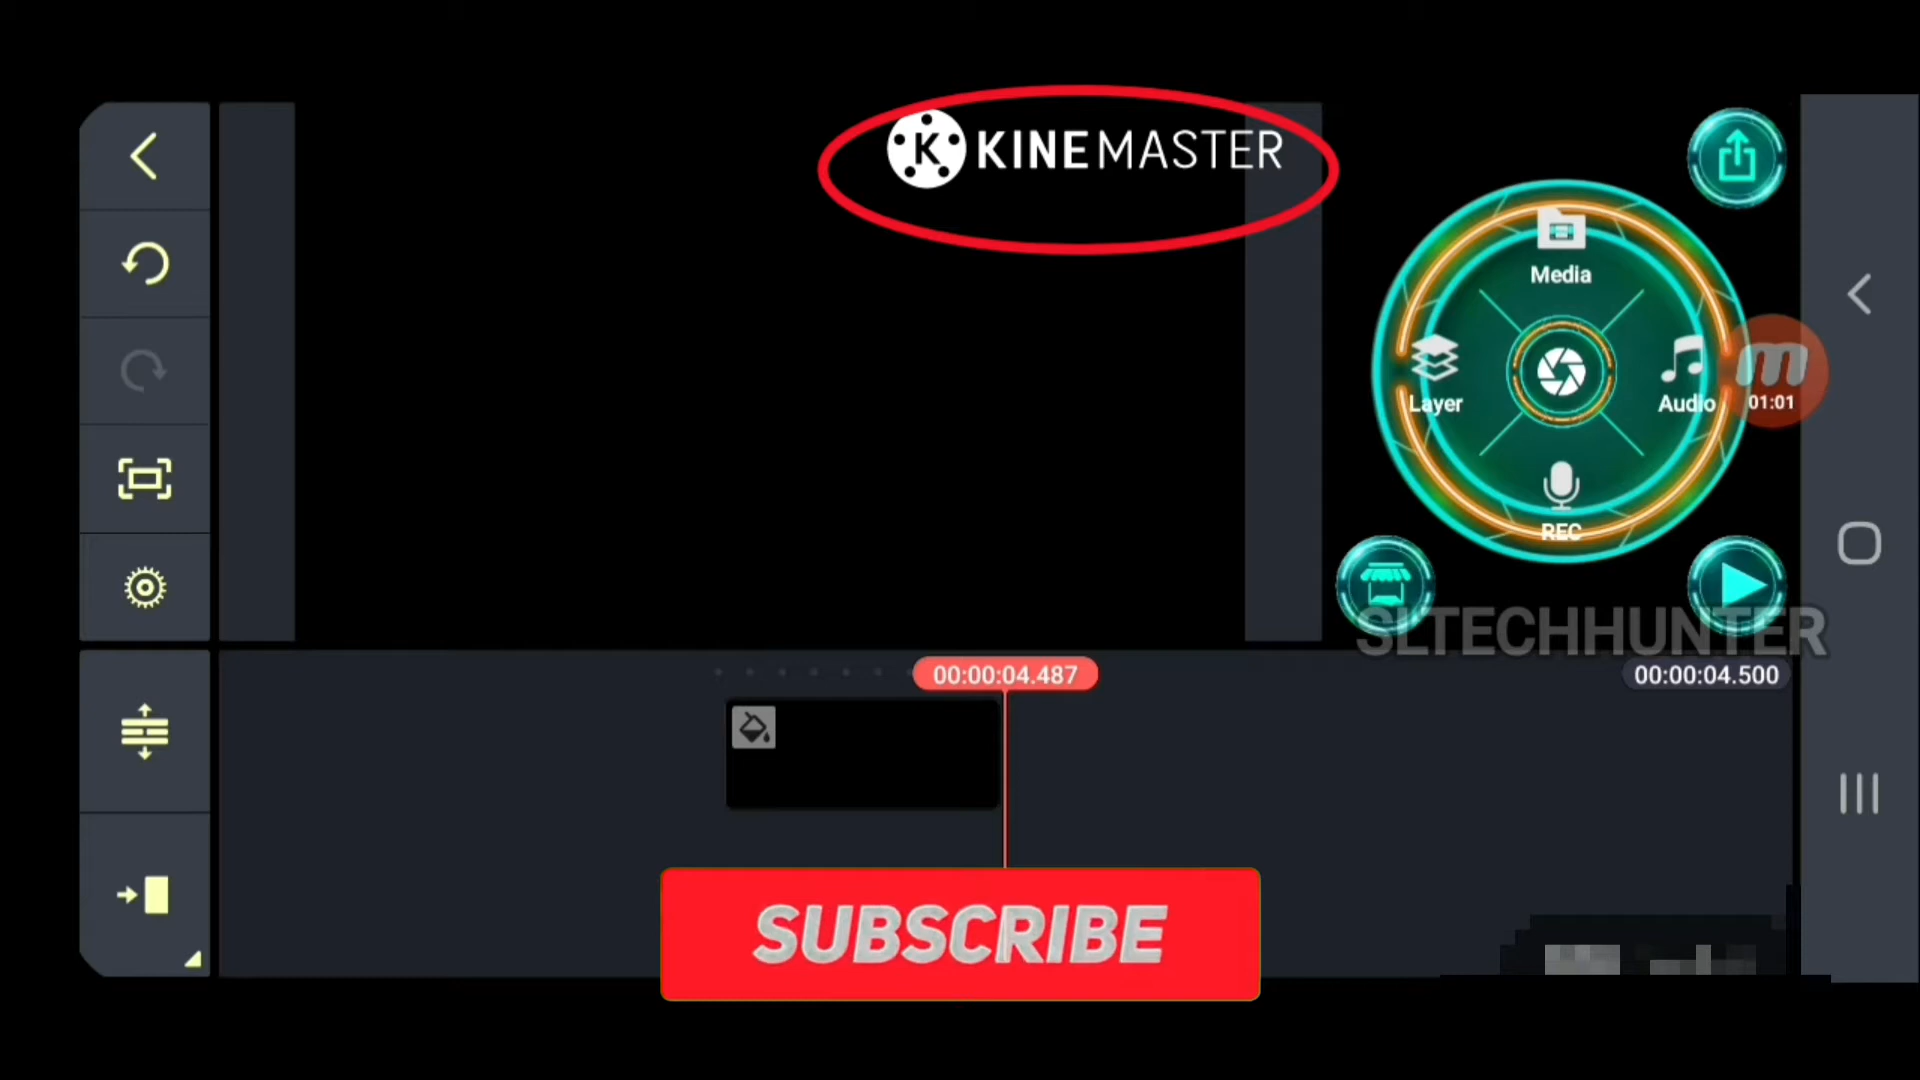 K KINEMASTER
Media
Layer
Audio
01:01
REC
SLTECHHUNTER
00:00:04.487
00:00:04.500
SUBSCRIBE